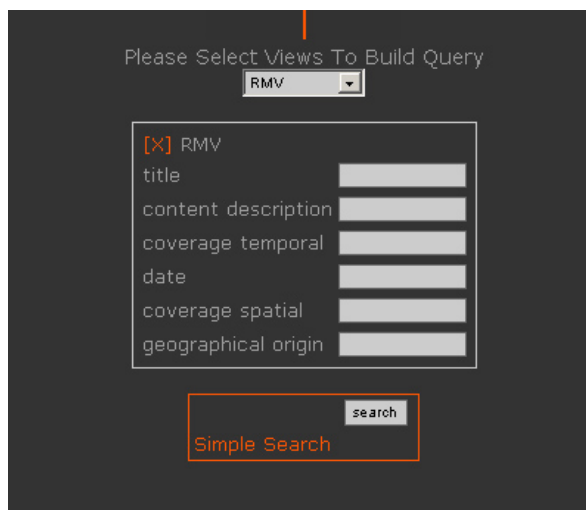 Please Select Views To Build Query
RMV
[X] RMV
title
content description
coverage temporal
date
coverage spatial
geographical origin
search
Simple Search